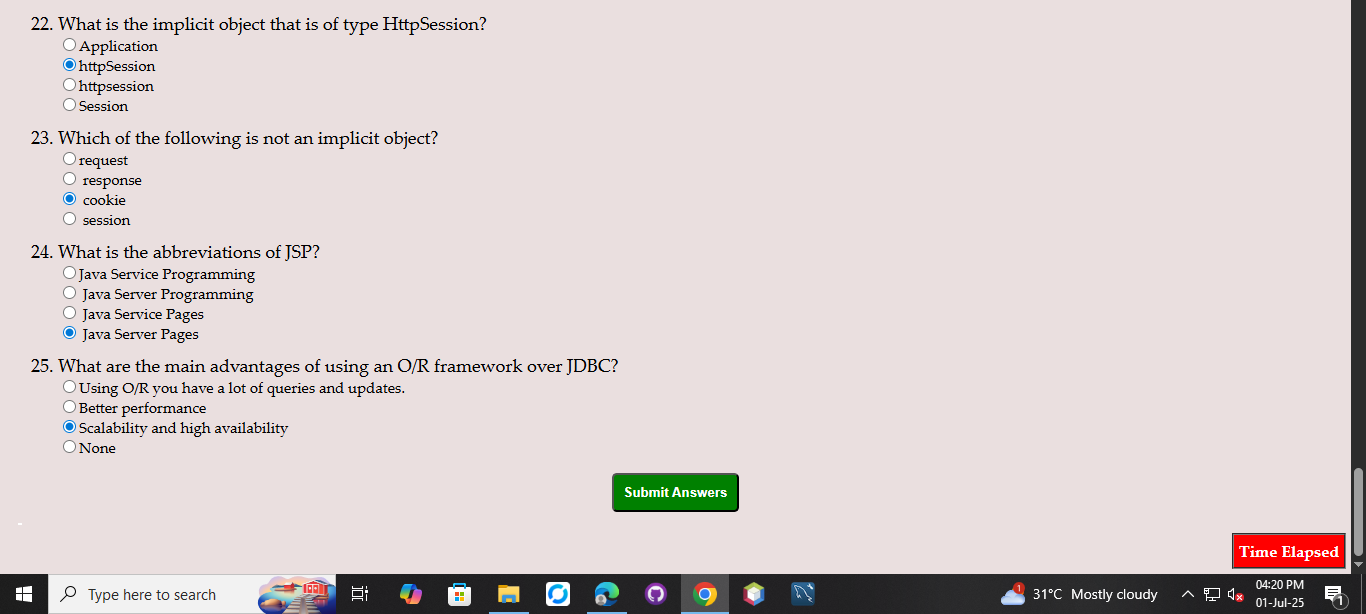 22. What is the implicit object that is of type HttpSession?
Application
httpSession
httpsession
Session
23. Which of the following is not an implicit object?
request
response
cookie
session
24. What is the abbreviations of JSP?
Java Service Programming
Java Server Programming
Java Service Pages
Java Server Pages
25. What are the main advantages of using an O/R framework over JDBC?
Using O/R you have a lot of queries and updates.
Better performance
Scalability and high availability
None
Submit Answers
Time Elapsed
Type here to search
1
31°C Mostly cloudy
04:20 PM
01-Jul-25
1